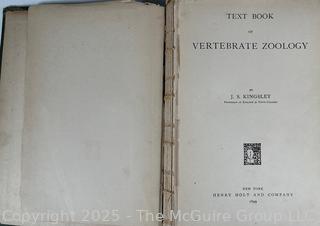 TEXT BOOK
OF
VERTEBRATE ZOOLOGY
BY
J. S. KINGSLEY
NEW YORK
HENRY HOLT AND COMPANY
1899
Copyright © 2025 - The McGuire Group LLC